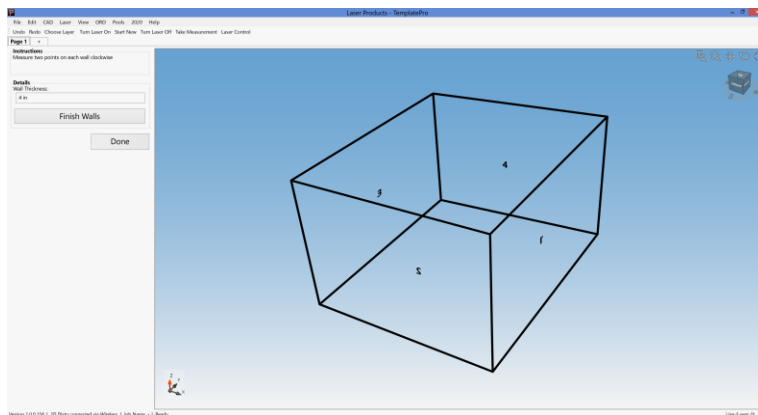 Laser Products - TemplatePro
File Edit CAD Laser View ORD Pools 2020 Help
Undo Redo Choose Layer Turn Laser On Start New Turn Laser Off Take Measurement Laser Control
Page 1 +
Instructions
Measure two points on each wall clockwise
Details
Wall Thickness:
4 in
Finish Walls
Done
4
3
1
2
Z
Y
X